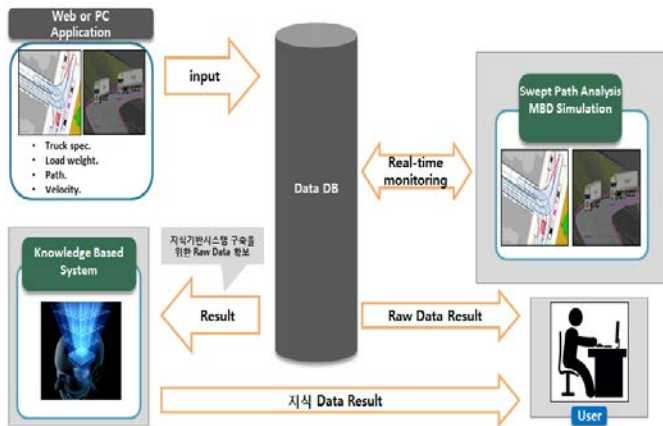 Web or PC
Application
• Truck spec.
• Load weight.
• Path.
• Velocity.
input
Data DB
Swept Path Analysis
MBD Simulation
Real-time
monitoring
지식기반시스템 구축을
위한 Raw Data 확보
Knowledge Based
System
Result
Raw Data Result
지식 Data Result
User